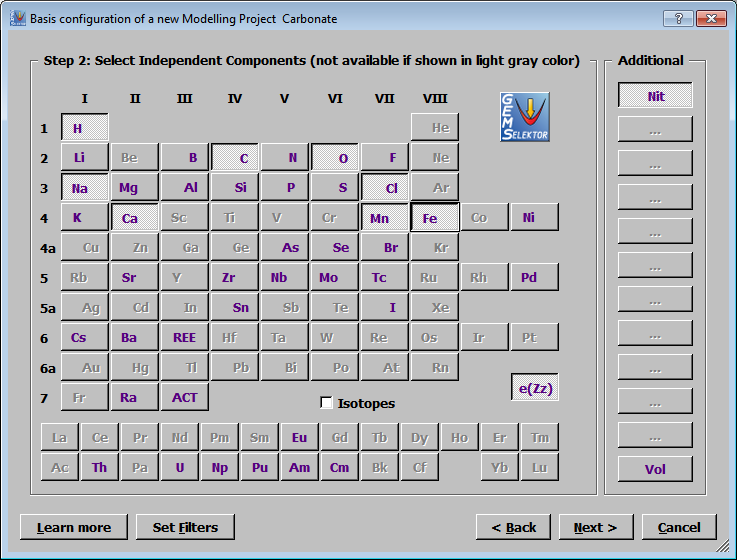 Basis configuration of a new Modelling Project Carbonate
Step 2: Select Independent Components (not available if shown in light gray color)
Additional
I II III IV V VI VII VIII
GEMS
SELEKTOR
Nit
1 H He
...
2 Li Be B C N O F Ne
...
3 Na Mg Al Si P S Cl Ar
...
4 K Ca Sc Ti V Cr Mn Fe Co Ni
...
4a Cu Zn Ga Ge As Se Br Kr
...
5 Rb Sr Y Zr Nb Mo Tc Ru Rh Pd
...
5a Ag Cd In Sn Sb Te I Xe
...
6 Cs Ba REE Hf Ta W Re Os Ir Pt
...
6a Au Hg Tl Pb Bi Po At Rn
...
e(Zz)
7 Fr Ra ACT
Isotopes
...
La Ce Pr Nd Pm Sm Eu Gd Tb Dy Ho Er Tm
Ac Th Pa U Np Pu Am Cm Bk Cf Yb Lu
Vol
Learn more
Set Filters
< Back
Next >
Cancel